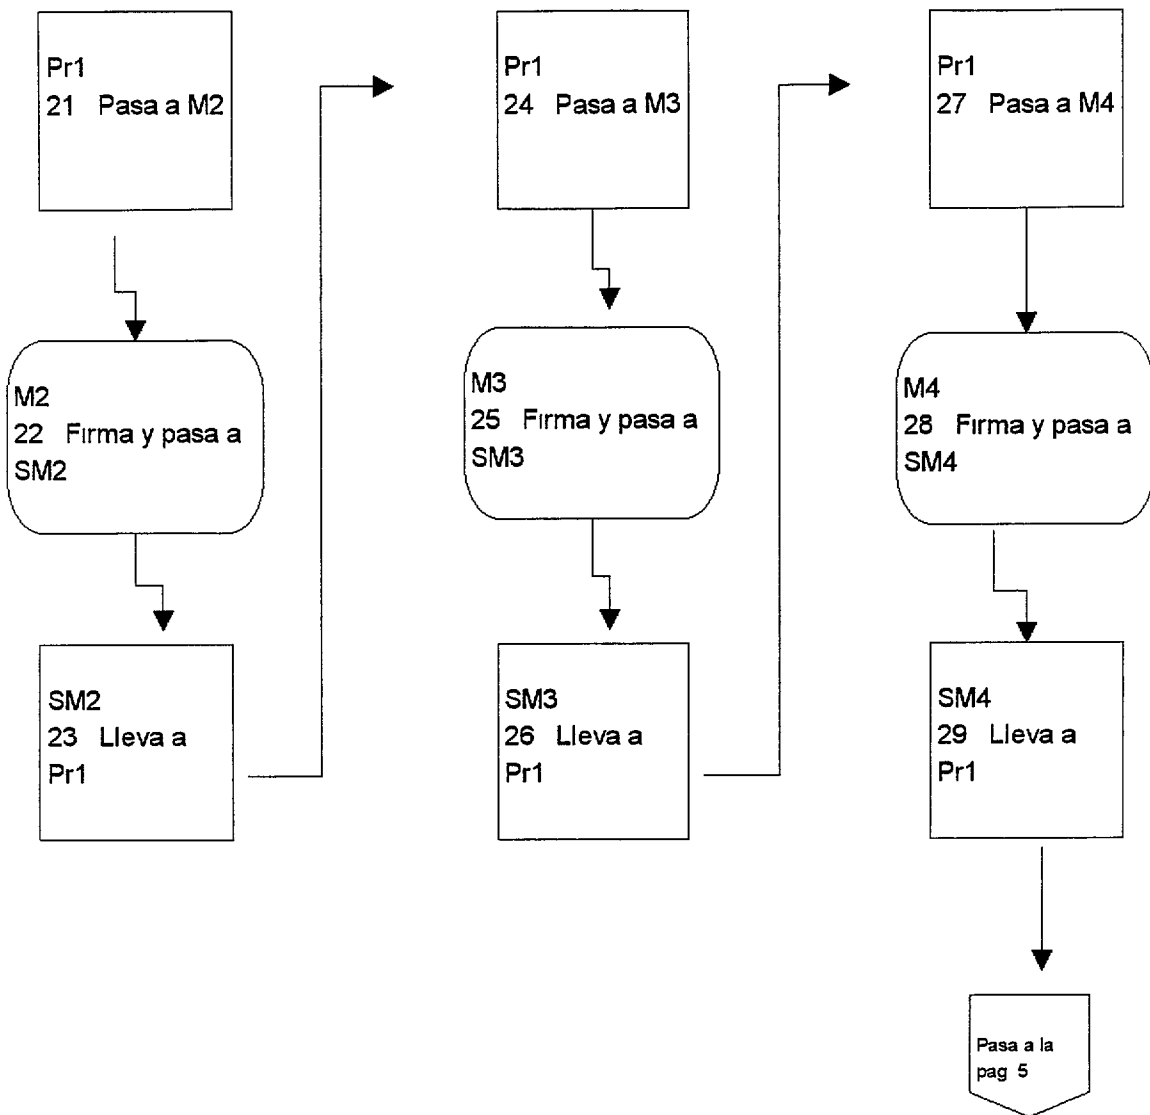 Pr1
21 Pasa a M2
M2
22 Firma y pasa a
SM2
SM2
23 Lleva a
Pr1
Pr1
24 Pasa a M3
M3
25 Firma y pasa a
SM3
SM3
26 Lleva a
Pr1
Pr1
27 Pasa a M4
M4
28 Firma y pasa a
SM4
SM4
29 Lleva a
Pr1
Pasa a la
pag 5